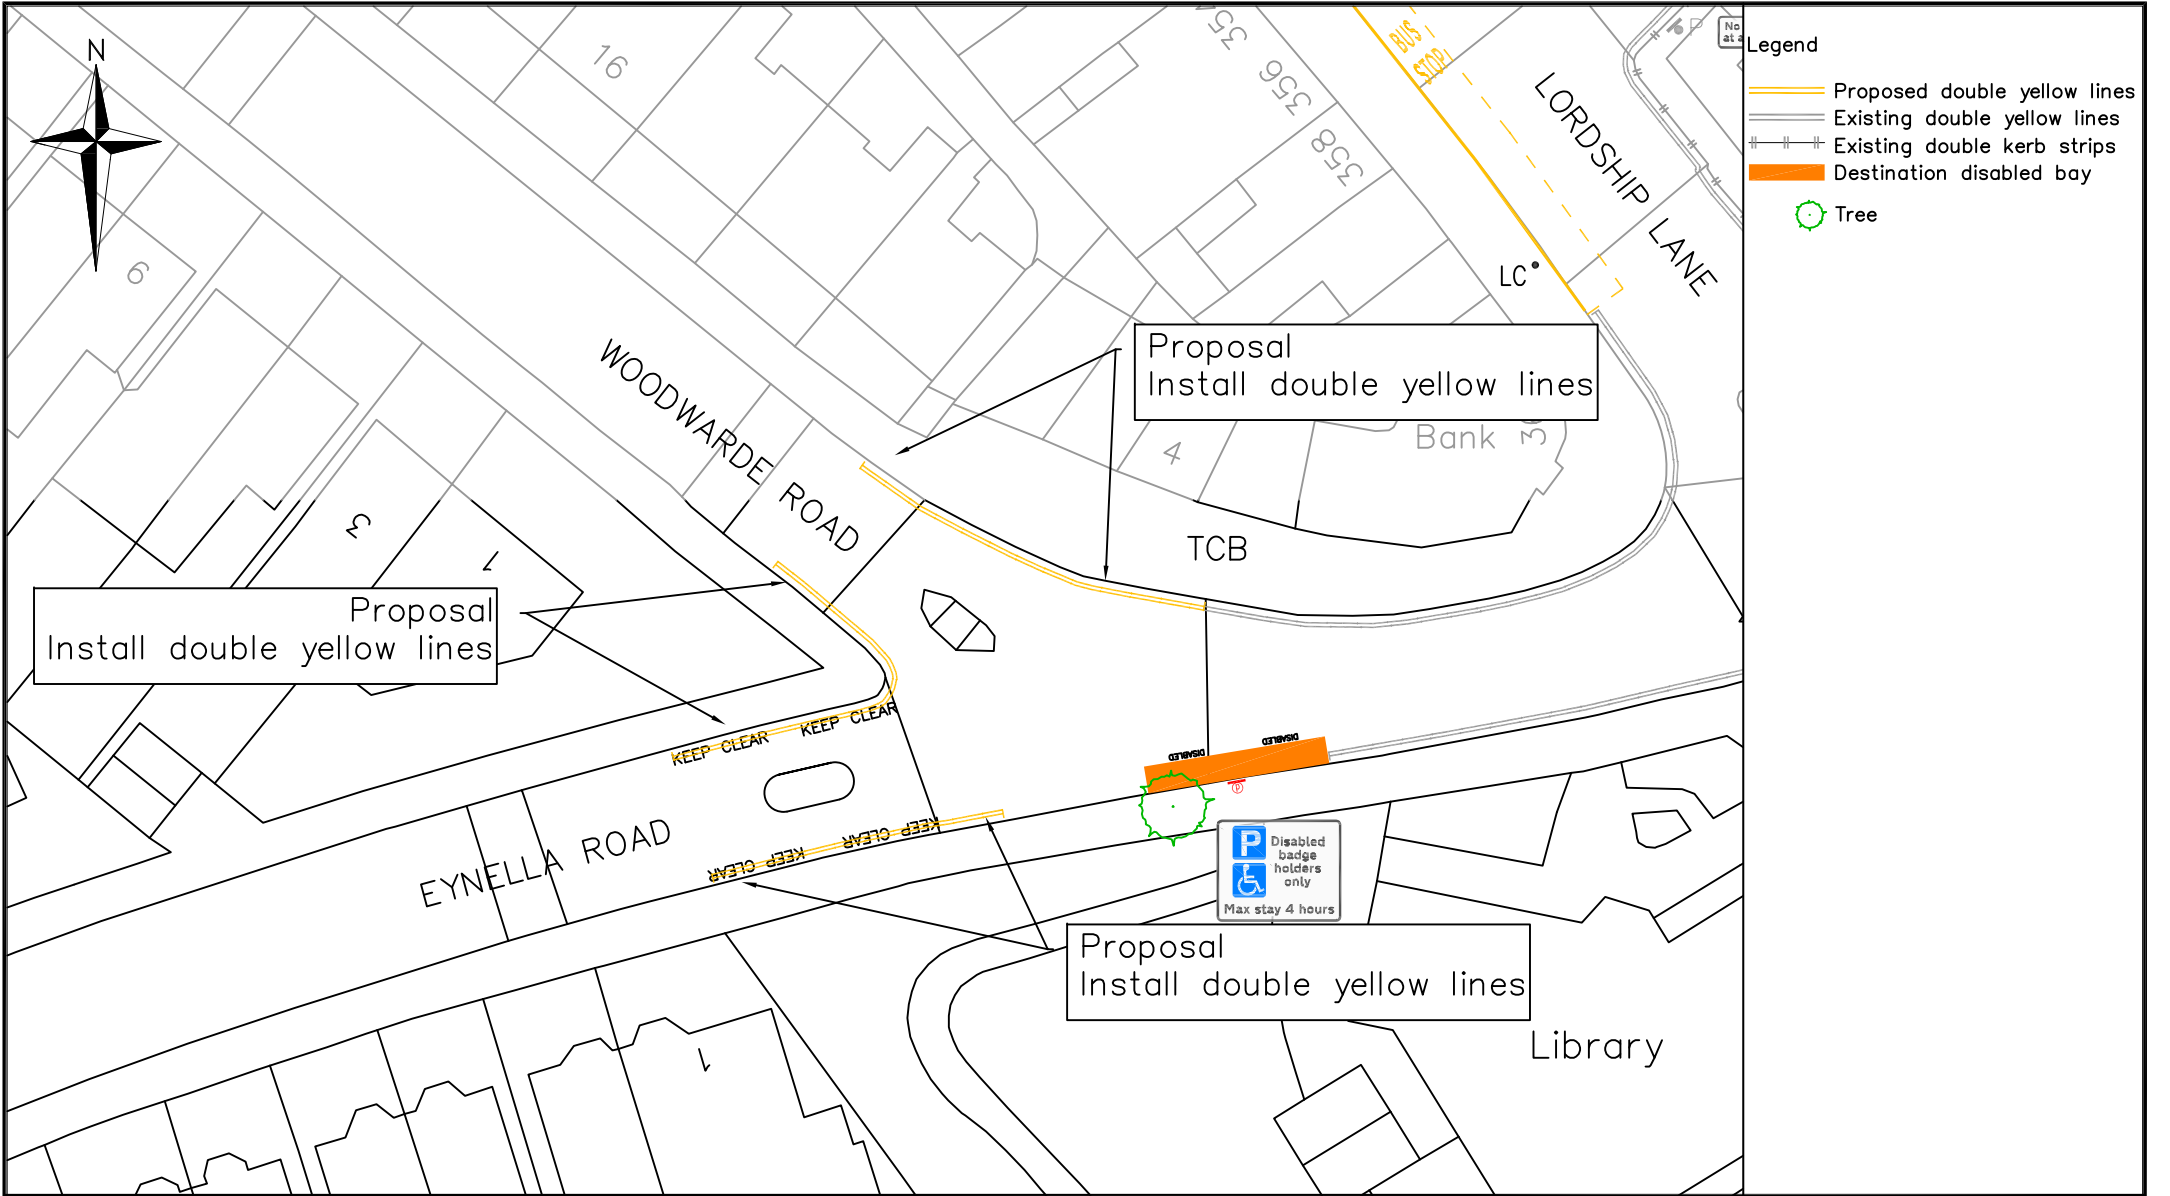 N
16
354
356
358
BUS
STOP
LORDSHIP
LANE
P
No
at a
Legend
Proposed double yellow lines
Existing double yellow lines
Existing double kerb strips
Destination disabled bay
Tree
LC
6
WOODWARDE ROAD
Proposal
Install double yellow lines
Bank
4
TCB
3
1
Proposal
Install double yellow lines
KEEP CLEAR
KEEP CLEAR
DISABLED
DISABLED
P
KEEP CLEAR
KEEP CLEAR
EYNELLA ROAD
P
Disabled
badge
holders
only
Max stay 4 hours
Proposal
Install double yellow lines
Library
1